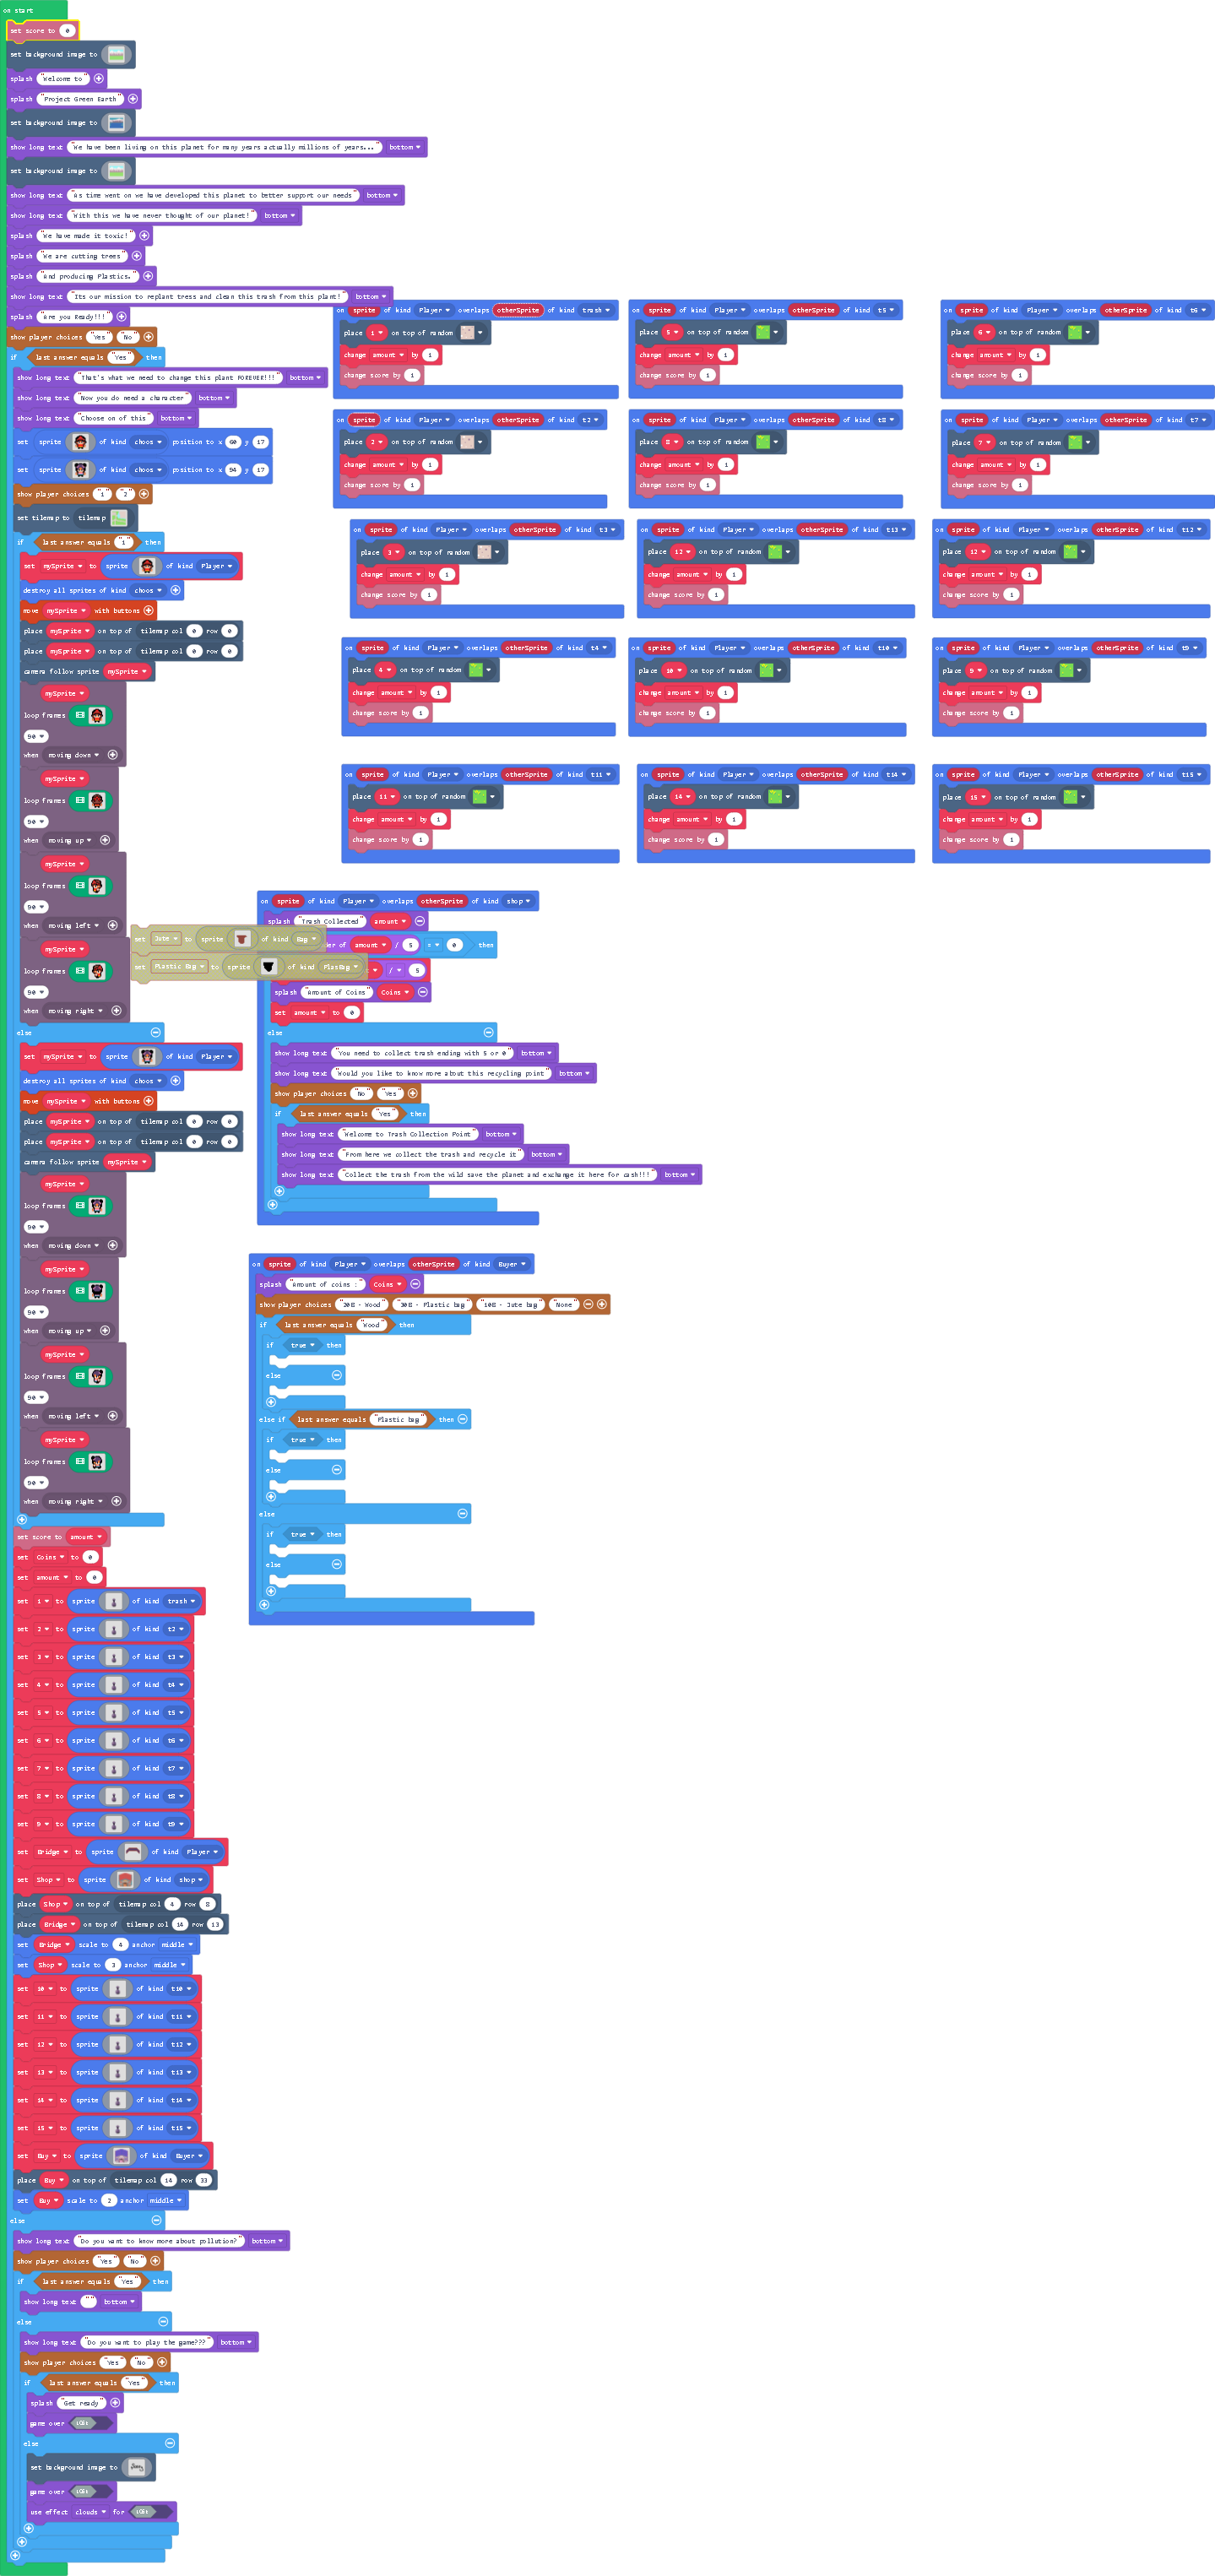 on start
set score to 0
set background image to
splash "Welcome to"
splash "Project Green Earth"
set background image to
show long text "We have been living on this planet for many years actually millions of years..." bottom
set background image to
show long text "As time went on we have developed this planet to better support our needs" bottom
show long text "With this we have never thought of our planet!" bottom
splash "We have made it toxic!"
splash "We are cutting trees"
splash "And producing Plastics."
show long text "Its our mission to replant tress and clean this trash from this plant!" bottom
splash "Are you Ready!!!"
show player choices "Yes" "No"
if last answer equals "Yes" then
show long text "That's what we need to change this plant FOREVER!!!" bottom
show long text "Now you do need a character" bottom
show long text "Choose on of this" bottom
set sprite of kind choos position to x 60 y 17
set sprite of kind choos position to x 94 y 17
show player choices "1" "2"
set tilemap to tilemap
if last answer equals "1" then
set mySprite to sprite of kind Player
destroy all sprites of kind choos
move mySprite with buttons
place mySprite on top of tilemap col 0 row 0
place mySprite on top of tilemap col 0 row 0
camera follow sprite mySprite
mySprite
loop frames
90
when moving down
mySprite
loop frames
90
when moving up
mySprite
loop frames
90
when moving left
mySprite
loop frames
90
when moving right
else
set mySprite to sprite of kind Player
destroy all sprites of kind choos
move mySprite with buttons
place mySprite on top of tilemap col 0 row 0
place mySprite on top of tilemap col 0 row 0
camera follow sprite mySprite
mySprite
loop frames
90
when moving down
mySprite
loop frames
90
when moving up
mySprite
loop frames
90
when moving left
mySprite
loop frames
90
when moving right
set score to amount
set Coins to 0
set amount to 0
set 1 to sprite of kind trash
set 2 to sprite of kind t2
set 3 to sprite of kind t3
set 4 to sprite of kind t4
set 5 to sprite of kind t5
set 6 to sprite of kind t6
set 7 to sprite of kind t7
set 8 to sprite of kind t8
set 9 to sprite of kind t9
set Bridge to sprite of kind Player
set Shop to sprite of kind shop
place Shop on top of tilemap col 4 row 8
place Bridge on top of tilemap col 14 row 13
set Bridge scale to 4 anchor middle
set Shop scale to 3 anchor middle
set 10 to sprite of kind t10
set 11 to sprite of kind t11
set 12 to sprite of kind t12
set 13 to sprite of kind t13
set 14 to sprite of kind t14
set 15 to sprite of kind t15
set Buy to sprite of kind Buyer
place Buy on top of tilemap col 14 row 33
set Buy scale to 2 anchor middle
else
show long text "Do you want to know more about pollution?" bottom
show player choices "Yes" "No"
if last answer equals "Yes" then
show long text "" bottom
else
show long text "Do you want to play the game???" bottom
show player choices "Yes" "No"
if last answer equals "Yes" then
splash "Get ready"
game over
else
set background image to
game over
use effect clouds for
on sprite of kind Player overlaps otherSprite of kind trash
place 1 on top of random
change amount by 1
change score by 1
on sprite of kind Player overlaps otherSprite of kind t5
place 5 on top of random
change amount by 1
change score by 1
on sprite of kind Player overlaps otherSprite of kind t6
place 6 on top of random
change amount by 1
change score by 1
on sprite of kind Player overlaps otherSprite of kind t2
place 2 on top of random
change amount by 1
change score by 1
on sprite of kind Player overlaps otherSprite of kind t8
place 8 on top of random
change amount by 1
change score by 1
on sprite of kind Player overlaps otherSprite of kind t7
place 7 on top of random
change amount by 1
change score by 1
on sprite of kind Player overlaps otherSprite of kind t3
place 3 on top of random
change amount by 1
change score by 1
on sprite of kind Player overlaps otherSprite of kind t13
place 13 on top of random
change amount by 1
change score by 1
on sprite of kind Player overlaps otherSprite of kind t12
place 12 on top of random
change amount by 1
change score by 1
on sprite of kind Player overlaps otherSprite of kind t4
place 4 on top of random
change amount by 1
change score by 1
on sprite of kind Player overlaps otherSprite of kind t10
place 10 on top of random
change amount by 1
change score by 1
on sprite of kind Player overlaps otherSprite of kind t9
place 9 on top of random
change amount by 1
change score by 1
on sprite of kind Player overlaps otherSprite of kind t11
place 11 on top of random
change amount by 1
change score by 1
on sprite of kind Player overlaps otherSprite of kind t14
place 14 on top of random
change amount by 1
change score by 1
on sprite of kind Player overlaps otherSprite of kind t15
place 15 on top of random
change amount by 1
change score by 1
set Jute to sprite of kind Bag
set Plastic Bag to sprite of kind PlasBag
on sprite of kind Player overlaps otherSprite of kind shop
splash "Trash Collected" amount
of amount / 5 = 0 then
/ 5
splash "Amount of Coins" Coins
set amount to 0
else
show long text "You need to collect trash ending with 5 or 0" bottom
show long text "Would you like to know more about this recycling point" bottom
show player choices "No" "Yes"
if last answer equals "Yes" then
show long text "Welcome to Trash Collection Point" bottom
show long text "From here we collect the trash and recycle it" bottom
show long text "Collect the trash from the wild save the planet and exchange it here for cash!!!" bottom
on sprite of kind Player overlaps otherSprite of kind Buyer
splash "Amount of coins :" Coins
show player choices "20$ - Wood" "30$ - Plastic bag" "10$ - Jute bag" "None"
if last answer equals "Wood" then
if true then
else
else if last answer equals "Plastic bag" then
if true then
else
else
if true then
else